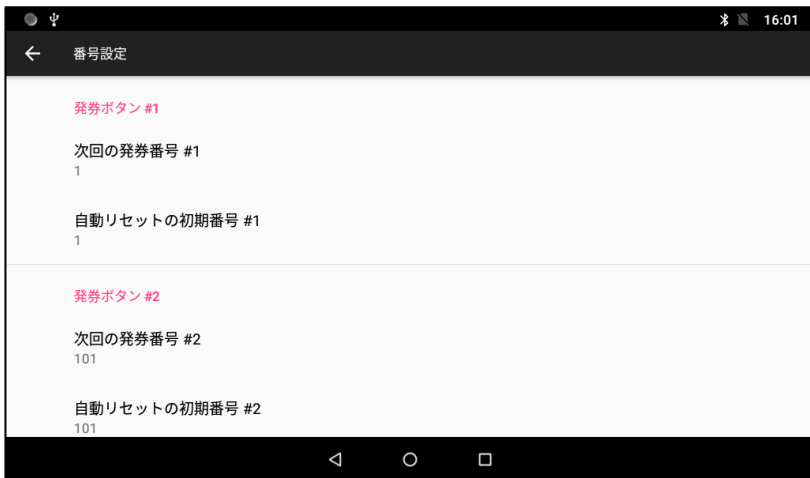 16:01
番号設定
発券ボタン #1
次回の発券番号 #1
1
自動リセットの初期番号 #1
1
発券ボタン #2
次回の発券番号 #2
101
自動リセットの初期番号 #2
101